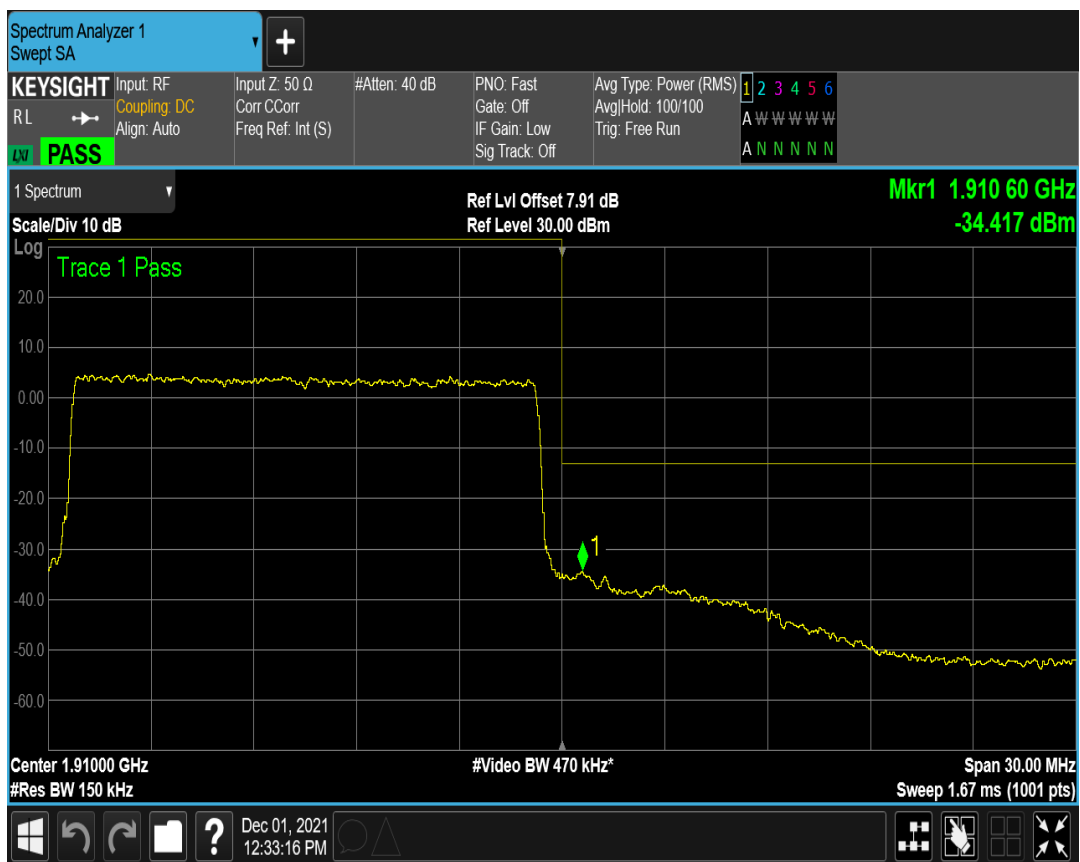 Spectrum Analyzer 1
Swept SA
+
KEYSIGHT
RL
LXI PASS
Input: RF
Coupling: DC
Align: Auto
Input Z: 50 Ω
Corr CCorr
Freq Ref: Int (S)
#Atten: 40 dB
PNO: Fast
Gate: Off
IF Gain: Low
Sig Track: Off
Avg Type: Power (RMS)
Avg|Hold: 100/100
Trig: Free Run
1 2 3 4 5 6
A W W W W W
A N N N N N
1 Spectrum
Scale/Div 10 dB
Ref Lvl Offset 7.91 dB
Ref Level 30.00 dBm
Mkr1 1.910 60 GHz
-34.417 dBm
Log
Trace 1 Pass
20.0
10.0
0.00
-10.0
-20.0
-30.0
-40.0
-50.0
-60.0
1
Center 1.91000 GHz
#Res BW 150 kHz
#Video BW 470 kHz*
Span 30.00 MHz
Sweep 1.67 ms (1001 pts)
?
Dec 01, 2021
12:33:16 PM